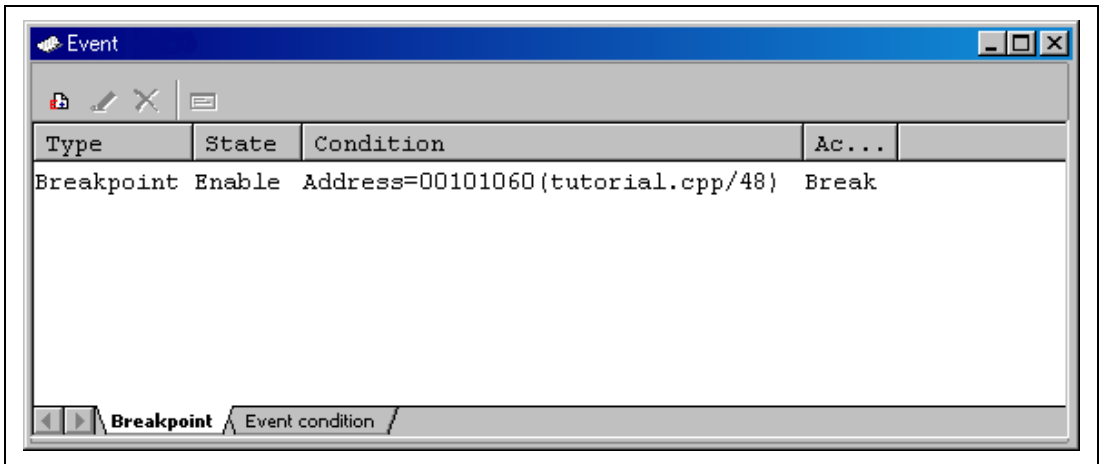 Event
Type State Condition Ac...
Breakpoint Enable Address=00101060(tutorial.cpp/48) Break
Breakpoint Event condition